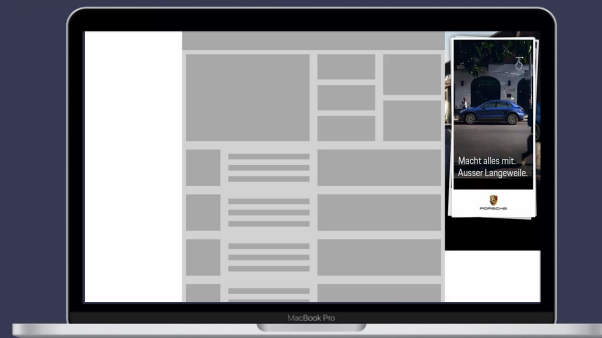 Macht alles mit.
Ausser Langeweile.
PORSCHE
MacBook Pro